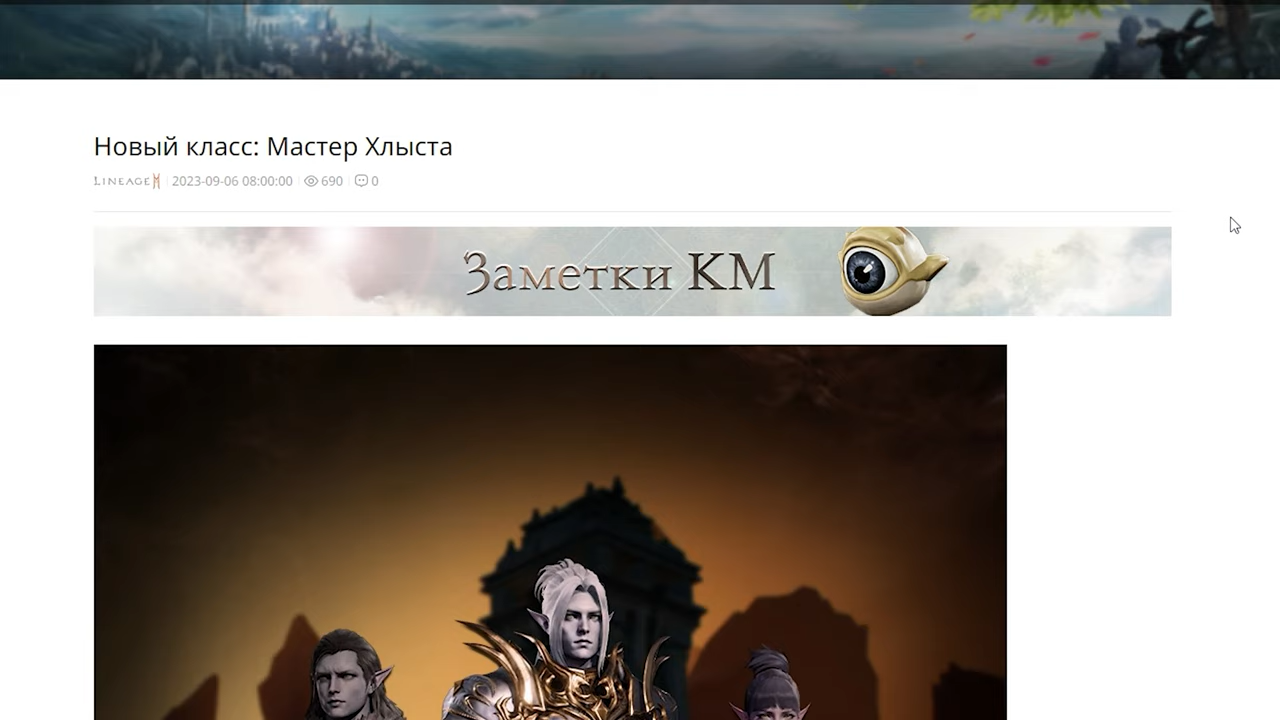 Новый класс: Мастер Хлыста
LINEAGE M 2023-09-06 08:00:00 690 0
Заметки КМ